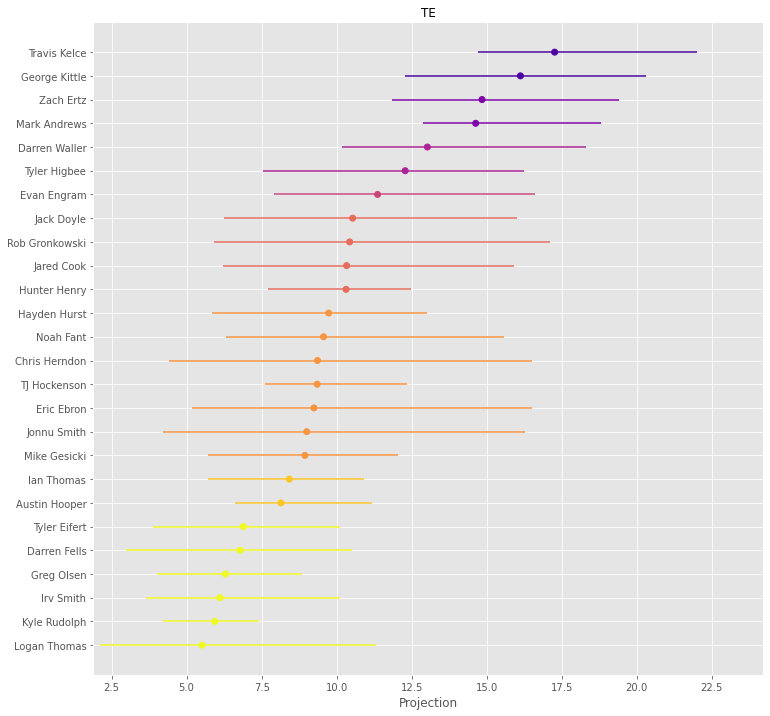 TE
Travis Kelce
George Kittle
Zach Ertz
Mark Andrews
Darren Waller
Tyler Higbee
Evan Engram
Jack Doyle
Rob Gronkowski
Jared Cook
Hunter Henry
Hayden Hurst
Noah Fant
Chris Herndon
TJ Hockenson
Eric Ebron
Jonnu Smith
Mike Gesicki
Ian Thomas
Austin Hooper
Tyler Eifert
Darren Fells
Greg Olsen
Irv Smith
Kyle Rudolph
Logan Thomas
2.5 5.0 7.5 10.0 12.5 15.0 17.5 20.0 22.5
Projection